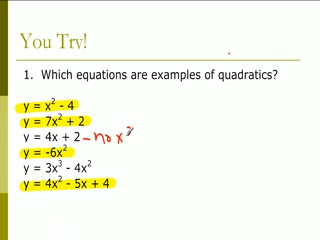 You Try!
1. Which equations are examples of quadratics?
y = x² - 4
y = 7x² + 2
y = 4x + 2 - no x²
y = -6x²
y = 3x³ - 4x²
y = 4x² - 5x + 4